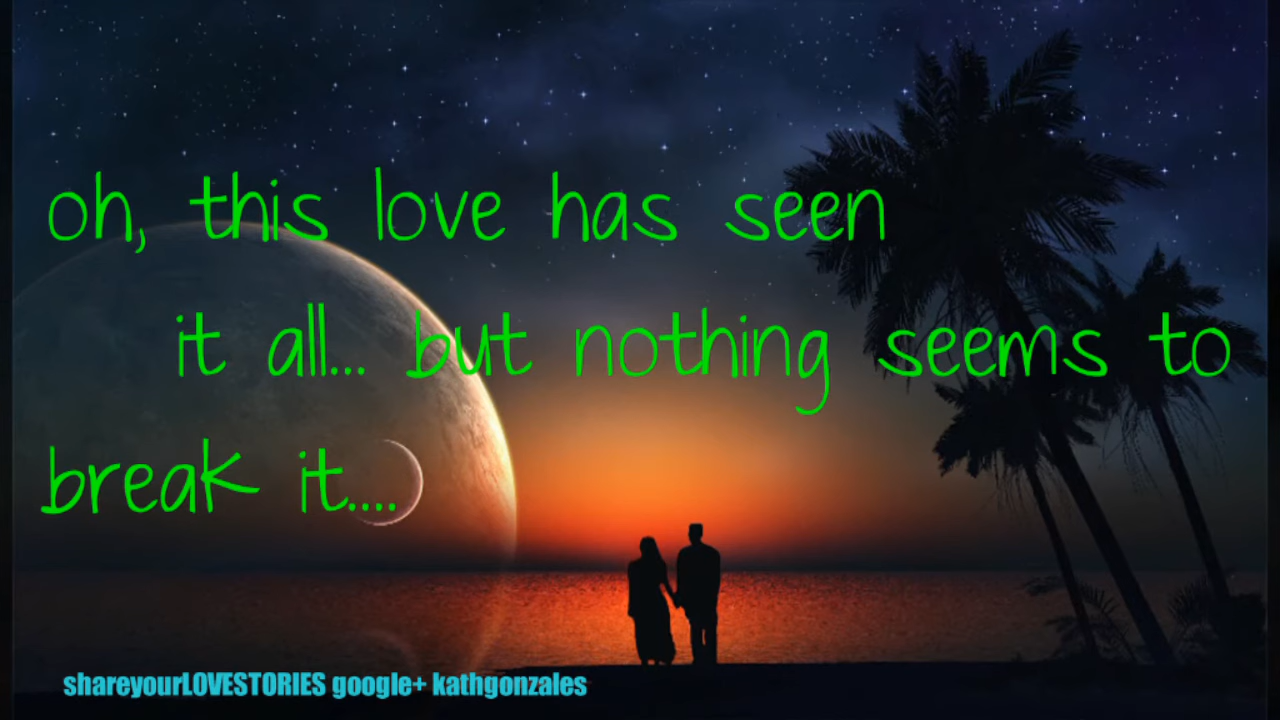 oh, this love has seen
it all... but nothing seems to
break it....
shareyourLOVESTORIES google+ kathgonzales